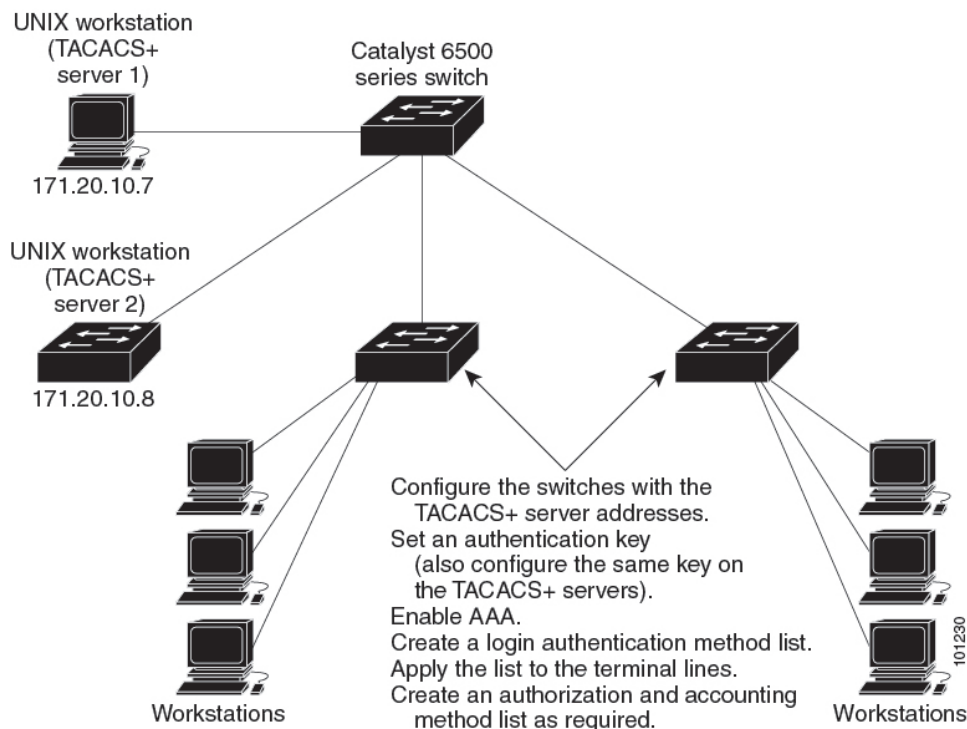 UNIX workstation
(TACACS+
server 1)
Catalyst 6500
series switch
171.20.10.7
UNIX workstation
(TACACS+
server 2)
171.20.10.8
Configure the switches with the
TACACS+ server addresses.
Set an authentication key
(also configure the same key on
the TACACS+ servers).
Enable AAA.
Create a login authentication method list.
Apply the list to the terminal lines.
Create an authorization and accounting
method list as required.
Workstations
Workstations
101230